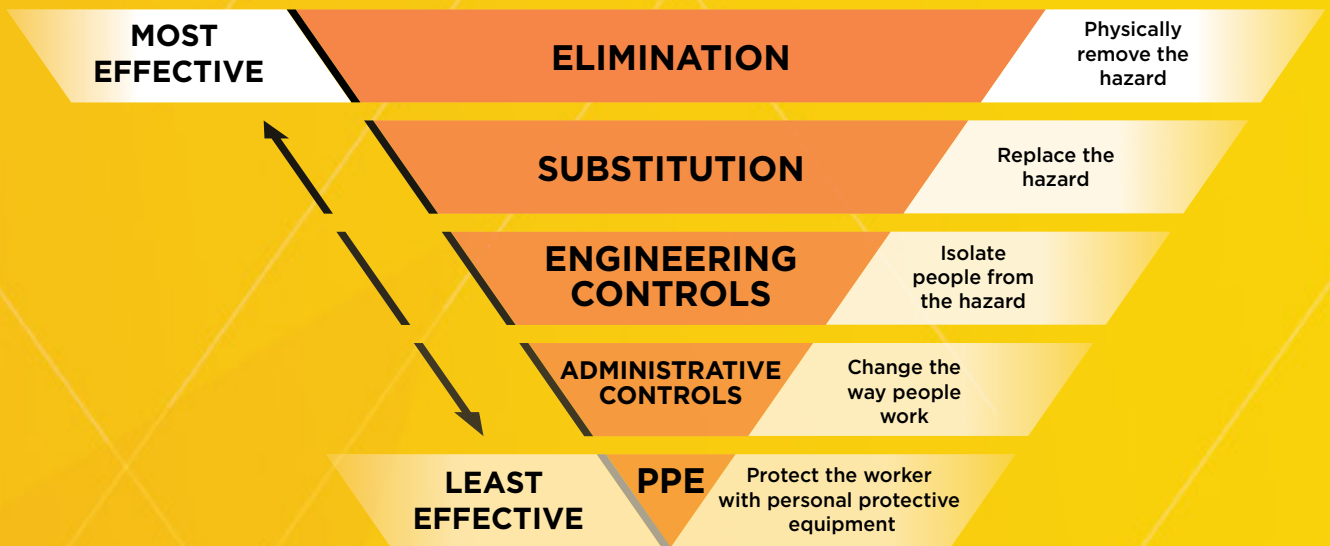 MOST
EFFECTIVE
ELIMINATION
Physically
remove the
hazard
SUBSTITUTION
Replace the
hazard
ENGINEERING
CONTROLS
Isolate
people from
the hazard
ADMINISTRATIVE
CONTROLS
Change the
way people
work
LEAST
EFFECTIVE
PPE
Protect the worker
with personal protective
equipment